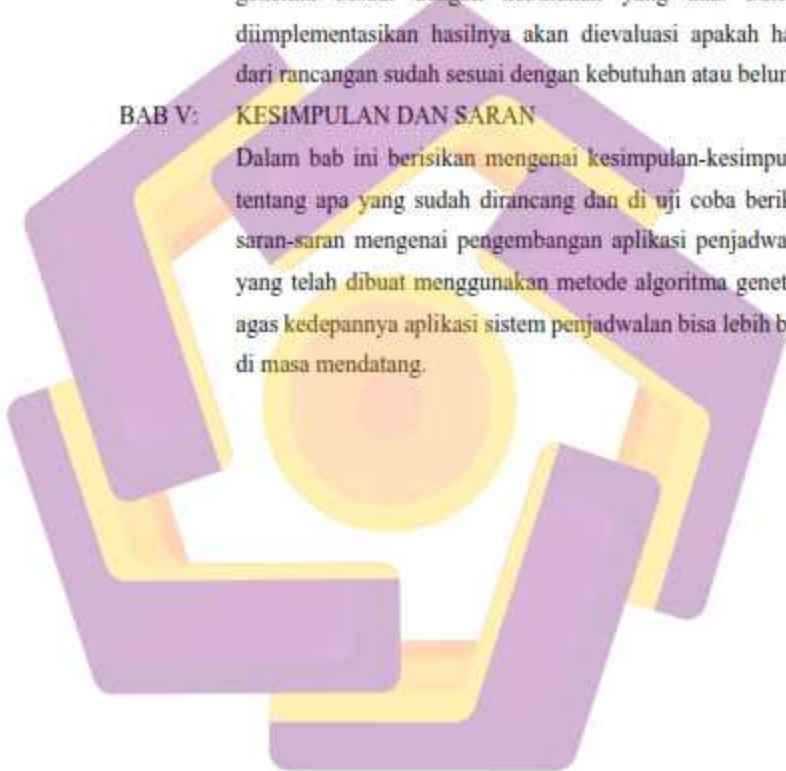 diimplementasikan hasilnya akan dievaluasi apakah ha
dari rancangan sudah sesuai dengan kebutuhan atau belum
BAB V: KESIMPULAN DAN SARAN
Dalam bab ini berisikan mengenai kesimpulan-kesimpu
tentang apa yang sudah dirancang dan di uji coba berik
saran-saran mengenai pengembangan aplikasi penjadwa
yang telah dibuat menggunakan metode algoritma genet
agas kedepannya aplikasi sistem penjadwalan bisa lebih b
di masa mendatang.